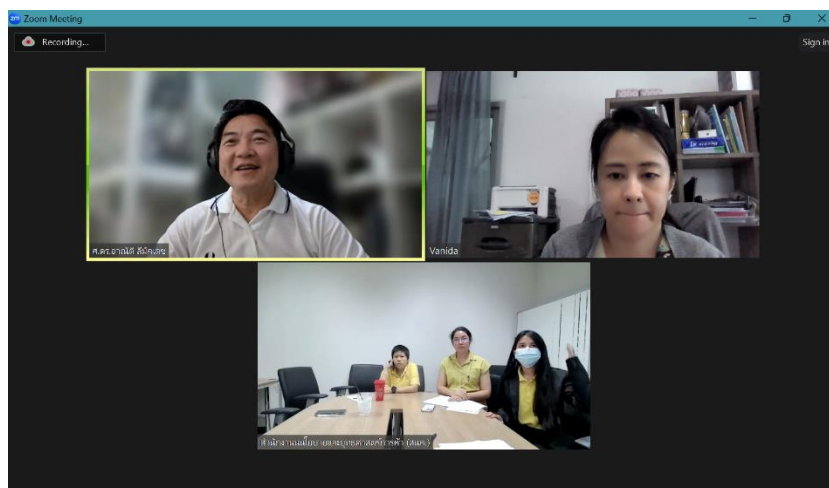 Zoom Meeting
Recording...
Sign in
ศ.ดร.อาณัติ ลีมัคเดช
Vanida
สำนักงานนโยบายและยุทธศาสตร์การค้า (สนค.)